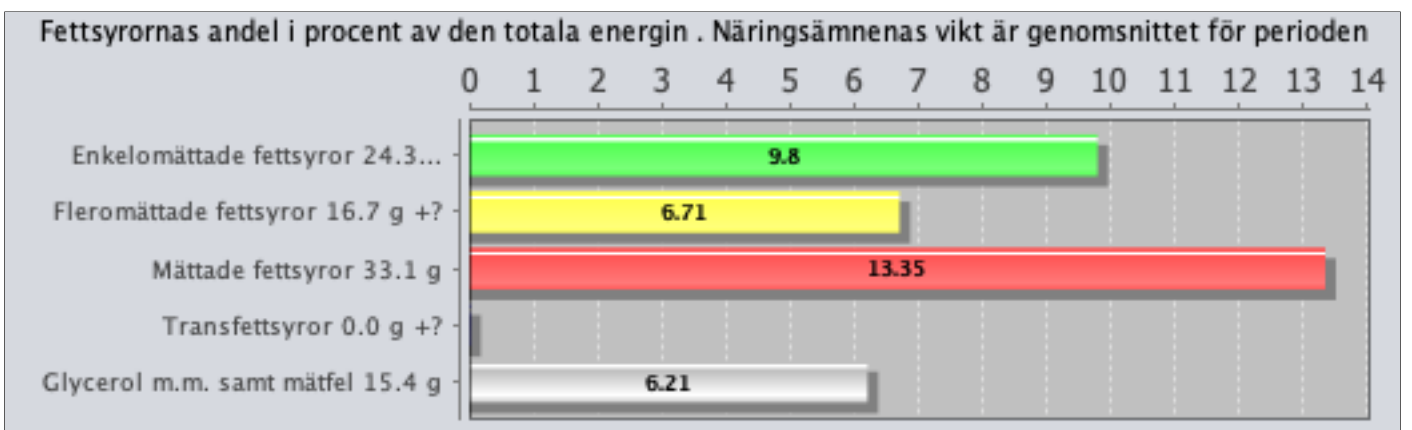 Fettsyrornas andel i procent av den totala energin . Näringsämnenas vikt är genomsnittet för perioden
0 1 2 3 4 5 6 7 8 9 10 11 12 13 14
Enkelomättade fettsyror 24.3... 9.8
Fleromättade fettsyror 16.7 g +? 6.71
Mättade fettsyror 33.1 g 13.35
Transfettsyror 0.0 g +?
Glycerol m.m. samt mätfel 15.4 g 6.21